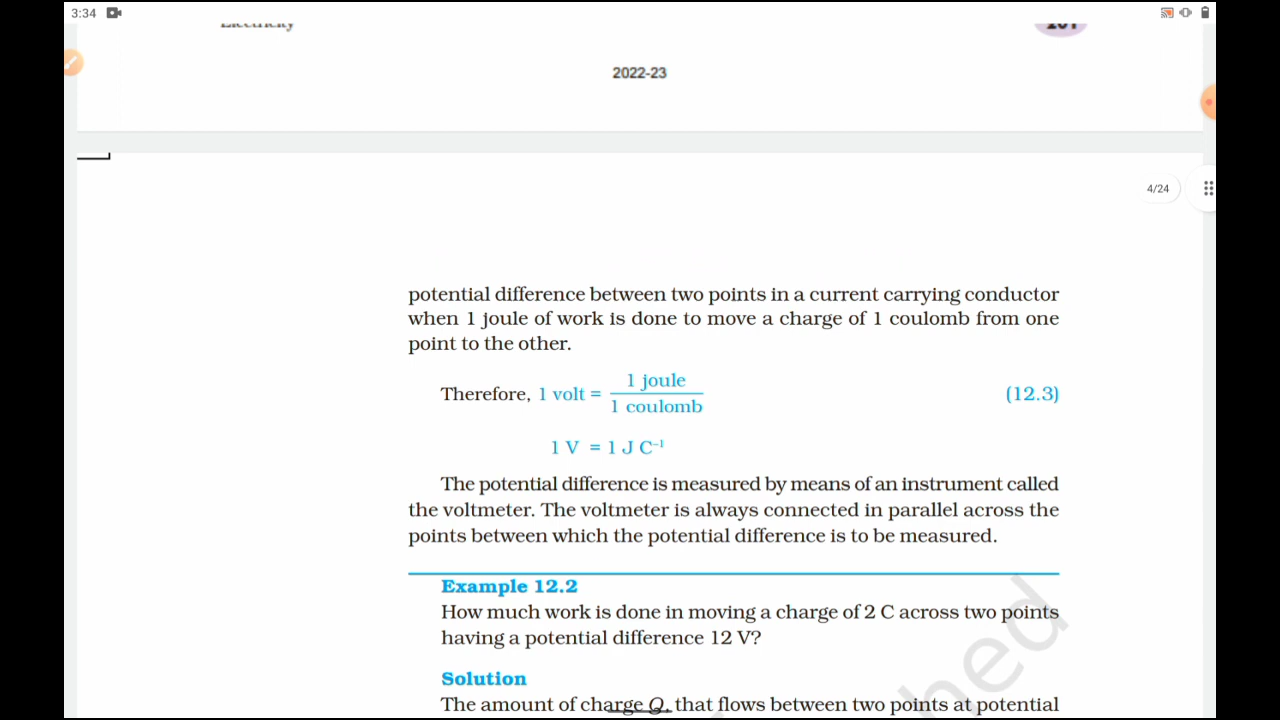 3:34
Electricity
201
2022-23
4/24
potential difference between two points in a current carrying conductor
when 1 joule of work is done to move a charge of 1 coulomb from one
point to the other.
Therefore, 1 volt = 1 joule / 1 coulomb (12.3)
1 V = 1 J C⁻¹
The potential difference is measured by means of an instrument called
the voltmeter. The voltmeter is always connected in parallel across the
points between which the potential difference is to be measured.
Example 12.2
How much work is done in moving a charge of 2 C across two points
having a potential difference 12 V?
Solution
The amount of charge Q, that flows between two points at potential
hed